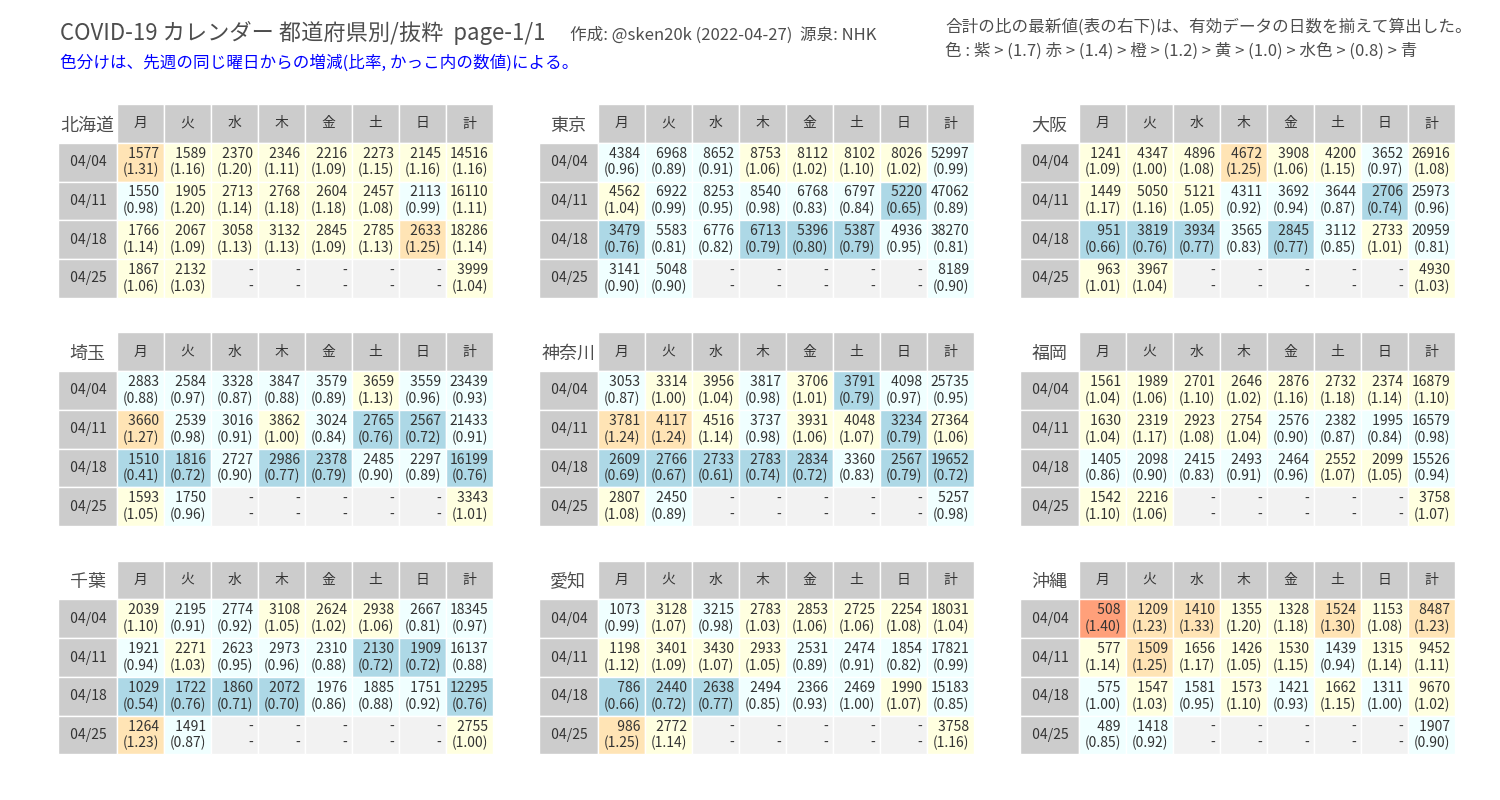 COVID-19 カレンダー 都道府県別/抜粋 page-1/1 作成: @sken20k (2022-04-27) 源泉: NHK
色分けは、先週の同じ曜日からの増減(比率, かっこ内の数値)による。
合計の比の最新値(表の右下)は、有効データの日数を揃えて算出した。
色 : 紫 > (1.7) 赤 > (1.4) 橙 > (1.2) 黄 > (1.0) > 水色 > (0.8) > 青
北海道 月 火 水 木 金 土 日 計
04/04 1577 1589 2370 2346 2216 2273 2145 14516
(1.31) (1.16) (1.20) (1.11) (1.09) (1.15) (1.16) (1.16)
04/11 1550 1905 2713 2768 2604 2457 2113 16110
(0.98) (1.20) (1.14) (1.18) (1.18) (1.08) (0.99) (1.11)
04/18 1766 2067 3058 3132 2845 2785 2633 18286
(1.14) (1.09) (1.13) (1.13) (1.09) (1.13) (1.25) (1.14)
04/25 1867 2132 - - - - - 3999
(1.06) (1.03) - - - - - (1.04)
東京 月 火 水 木 金 土 日 計
04/04 4384 6968 8652 8753 8112 8102 8026 52997
(0.96) (0.89) (0.91) (1.06) (1.02) (1.10) (1.02) (0.99)
04/11 4562 6922 8253 8540 6768 6797 5220 47062
(1.04) (0.99) (0.95) (0.98) (0.83) (0.84) (0.65) (0.89)
04/18 3479 5583 6776 6713 5396 5387 4936 38270
(0.76) (0.81) (0.82) (0.79) (0.80) (0.79) (0.95) (0.81)
04/25 3141 5048 - - - - - 8189
(0.90) (0.90) - - - - - (0.90)
大阪 月 火 水 木 金 土 日 計
04/04 1241 4347 4896 4672 3908 4200 3652 26916
(1.09) (1.00) (1.08) (1.25) (1.06) (1.15) (0.97) (1.08)
04/11 1449 5050 5121 4311 3692 3644 2706 25973
(1.17) (1.16) (1.05) (0.92) (0.94) (0.87) (0.74) (0.96)
04/18 951 3819 3934 3565 2845 3112 2733 20959
(0.66) (0.76) (0.77) (0.83) (0.77) (0.85) (1.01) (0.81)
04/25 963 3967 - - - - - 4930
(1.01) (1.04) - - - - - (1.03)
埼玉 月 火 水 木 金 土 日 計
04/04 2883 2584 3328 3847 3579 3659 3559 23439
(0.88) (0.97) (0.87) (0.88) (0.89) (1.13) (0.94) (0.93)
04/11 3660 2539 3016 3862 3024 2765 2567 21433
(1.27) (0.98) (0.91) (1.00) (0.84) (0.76) (0.72) (0.91)
04/18 1510 1816 2727 2986 2378 2485 2297 16199
(0.41) (0.72) (0.90) (0.77) (0.79) (0.90) (0.89) (0.76)
04/25 1593 1750 - - - - - 3343
(1.05) (0.96) - - - - - (1.01)
神奈川 月 火 水 木 金 土 日 計
04/04 3053 3314 3956 3817 3706 3791 4098 25735
(0.87) (1.00) (1.04) (0.98) (1.01) (0.79) (0.97) (0.95)
04/11 3781 4117 4516 3737 3931 4048 3234 27364
(1.24) (1.24) (1.14) (0.98) (1.06) (1.07) (0.79) (1.06)
04/18 2609 2766 2733 2783 2834 3360 2567 19652
(0.69) (0.67) (0.61) (0.74) (0.72) (0.83) (0.79) (0.72)
04/25 2807 2450 - - - - - 5257
(1.08) (0.89) - - - - - (0.98)
福岡 月 火 水 木 金 土 日 計
04/04 1561 1989 2701 2646 2876 2732 2374 16879
(1.04) (1.06) (1.10) (1.02) (1.16) (1.18) (1.14) (1.10)
04/11 1630 2319 2923 2754 2576 2382 1995 16579
(1.04) (1.17) (1.08) (1.04) (0.90) (0.87) (0.84) (0.98)
04/18 1405 2098 2415 2493 2464 2552 2099 15526
(0.86) (0.90) (0.83) (0.91) (0.96) (1.07) (1.05) (0.94)
04/25 1542 2216 - - - - - 3758
(1.10) (1.06) - - - - - (1.07)
千葉 月 火 水 木 金 土 日 計
04/04 2039 2195 2774 3108 2624 2938 2667 18345
(1.10) (0.91) (0.92) (1.05) (1.02) (1.06) (0.81) (0.97)
04/11 1921 2271 2623 2973 2310 2130 1909 16137
(0.94) (1.03) (0.95) (0.96) (0.88) (0.72) (0.72) (0.88)
04/18 1029 1722 1860 2072 1976 1885 1751 12295
(0.54) (0.76) (0.71) (0.70) (0.86) (0.88) (0.92) (0.76)
04/25 1264 1491 - - - - - 2755
(1.23) (0.87) - - - - - (1.00)
愛知 月 火 水 木 金 土 日 計
04/04 1073 3128 3215 2783 2853 2725 2254 18031
(0.99) (1.07) (0.98) (1.03) (1.06) (1.06) (1.08) (1.04)
04/11 1198 3401 3430 2933 2531 2474 1854 17821
(1.12) (1.09) (1.07) (1.05) (0.89) (0.91) (0.82) (0.99)
04/18 786 2440 2638 2494 2366 2469 1990 15183
(0.66) (0.72) (0.77) (0.85) (0.93) (1.00) (1.07) (0.85)
04/25 986 2772 - - - - - 3758
(1.25) (1.14) - - - - - (1.16)
沖縄 月 火 水 木 金 土 日 計
04/04 508 1209 1410 1355 1328 1524 1153 8487
(1.40) (1.23) (1.33) (1.20) (1.18) (1.30) (1.08) (1.23)
04/11 577 1509 1656 1426 1530 1439 1315 9452
(1.14) (1.25) (1.17) (1.05) (1.15) (0.94) (1.14) (1.11)
04/18 575 1547 1581 1573 1421 1662 1311 9670
(1.00) (1.03) (0.95) (1.10) (0.93) (1.15) (1.00) (1.02)
04/25 489 1418 - - - - - 1907
(0.85) (0.92) - - - - - (0.90)